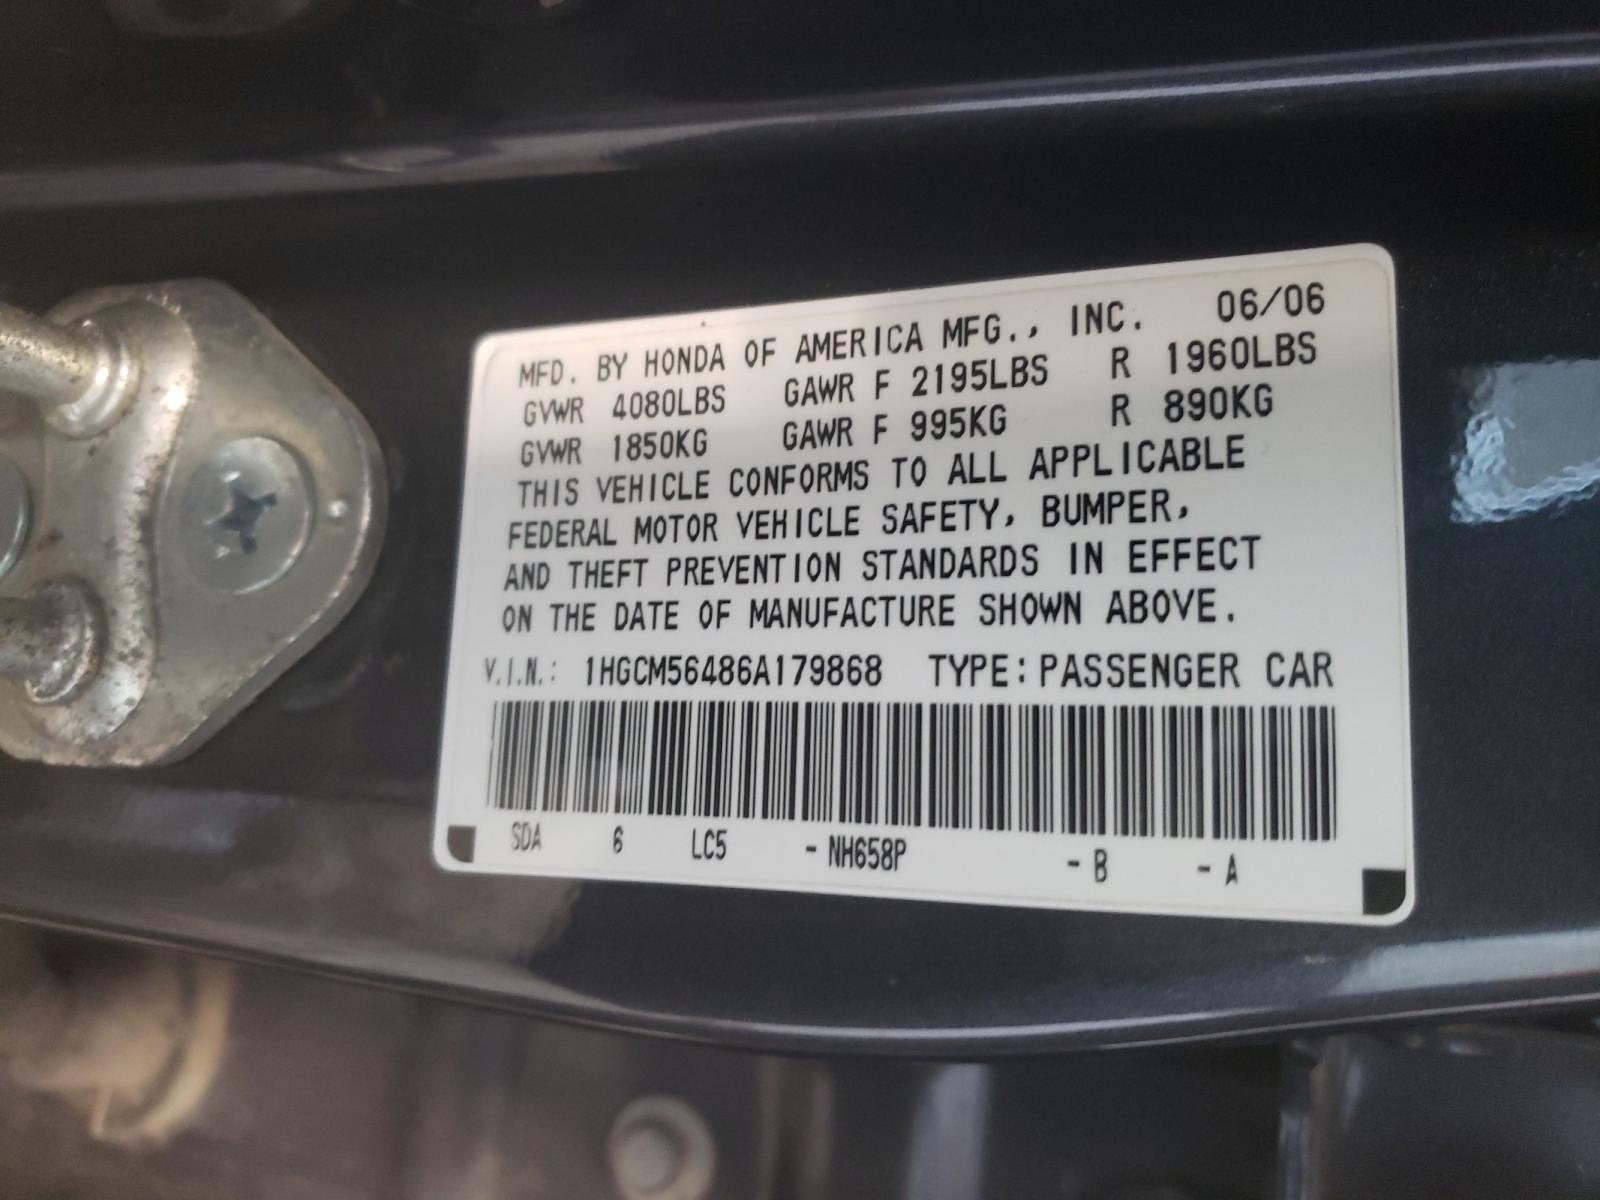 MFD. BY HONDA OF AMERICA MFG., INC. 06/06
GVWR 4080LBS GAWR F 2195LBS R 1960LBS
GVWR 1850KG GAWR F 995KG R 890KG
THIS VEHICLE CONFORMS TO ALL APPLICABLE
FEDERAL MOTOR VEHICLE SAFETY, BUMPER,
AND THEFT PREVENTION STANDARDS IN EFFECT
ON THE DATE OF MANUFACTURE SHOWN ABOVE.
V.I.N.: 1HGCM56486A179868 TYPE: PASSENGER CAR
SDA 6 LC5 - NH658P - B - A